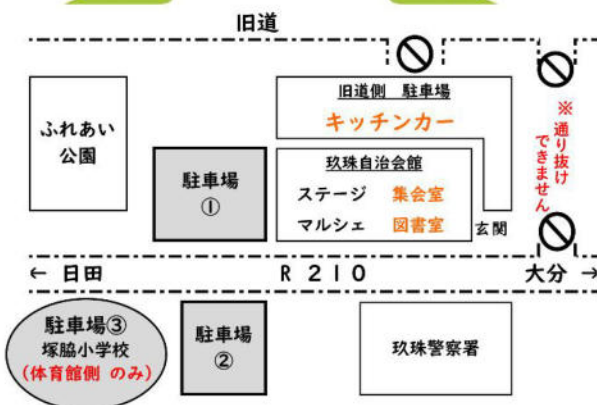 旧道
旧道側 駐車場
キッチンカー
※通り抜け
できません
ふれあい
公園
駐車場
①
玖珠自治会館
ステージ 集会室
マルシェ 図書室
玄関
← 日田 R 210 大分 →
駐車場③
塚脇小学校
(体育館側 のみ)
駐車場
②
玖珠警察署